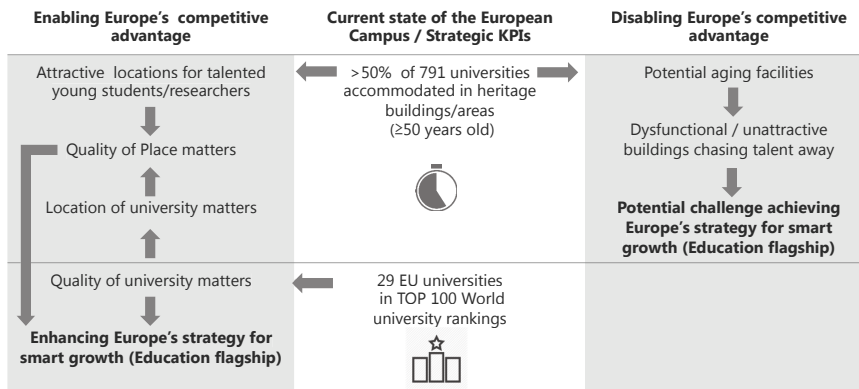 Enabling Europe's competitive
advantage
Current state of the European
Campus / Strategic KPIs
Disabling Europe's competitive
advantage
Attractive locations for talented
young students/researchers
>50% of 791 universities
accommodated in heritage
buildings/areas
(≥50 years old)
Potential aging facilities
Quality of Place matters
Dysfunctional / unattractive
buildings chasing talent away
Location of university matters
Potential challenge achieving
Europe's strategy for smart
growth (Education flagship)
Quality of university matters
29 EU universities
in TOP 100 World
university rankings
Enhancing Europe's strategy for
smart growth (Education flagship)